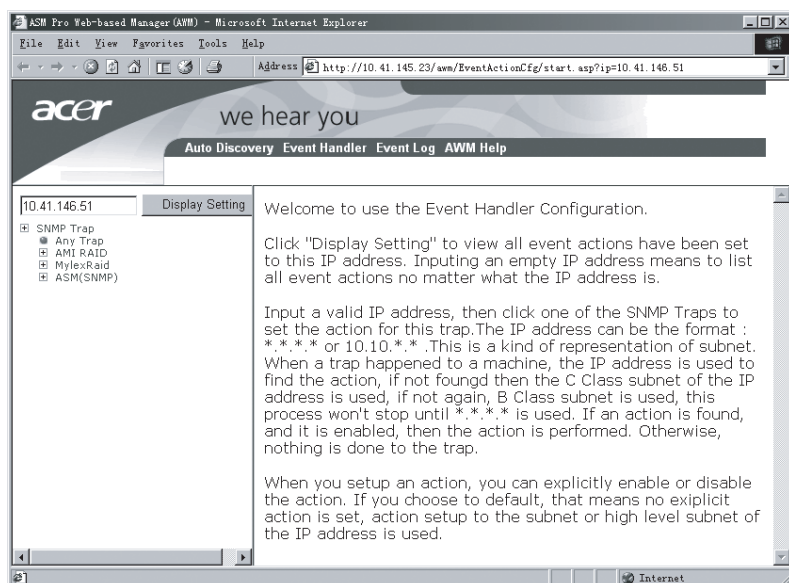 ASM Pro Web-based Manager(AWM) - Microsoft Internet Explorer
File Edit View Favorites Tools Help
Address http://10.41.145.23/awm/EventActionCfg/start.asp?ip=10.41.146.51
acer
we hear you
Auto Discovery Event Handler Event Log AWM Help
10.41.146.51
Display Setting
SNMP Trap
Any Trap
AMI RAID
MylexRaid
ASM(SNMP)
Welcome to use the Event Handler Configuration.
Click "Display Setting" to view all event actions have been set
to this IP address. Inputing an empty IP address means to list
all event actions no matter what the IP address is.
Input a valid IP address, then click one of the SNMP Traps to
set the action for this trap.The IP address can be the format :
*.*.*.* or 10.10.*.* .This is a kind of representation of subnet.
When a trap happened to a machine, the IP address is used to
find the action, if not foungd then the C Class subnet of the IP
address is used, if not again, B Class subnet is used, this
process won't stop until *.*.*.* is used. If an action is found,
and it is enabled, then the action is performed. Otherwise,
nothing is done to the trap.
When you setup an action, you can explicitly enable or disable
the action. If you choose to default, that means no exiplicit
action is set, action setup to the subnet or high level subnet of
the IP address is used.
Internet